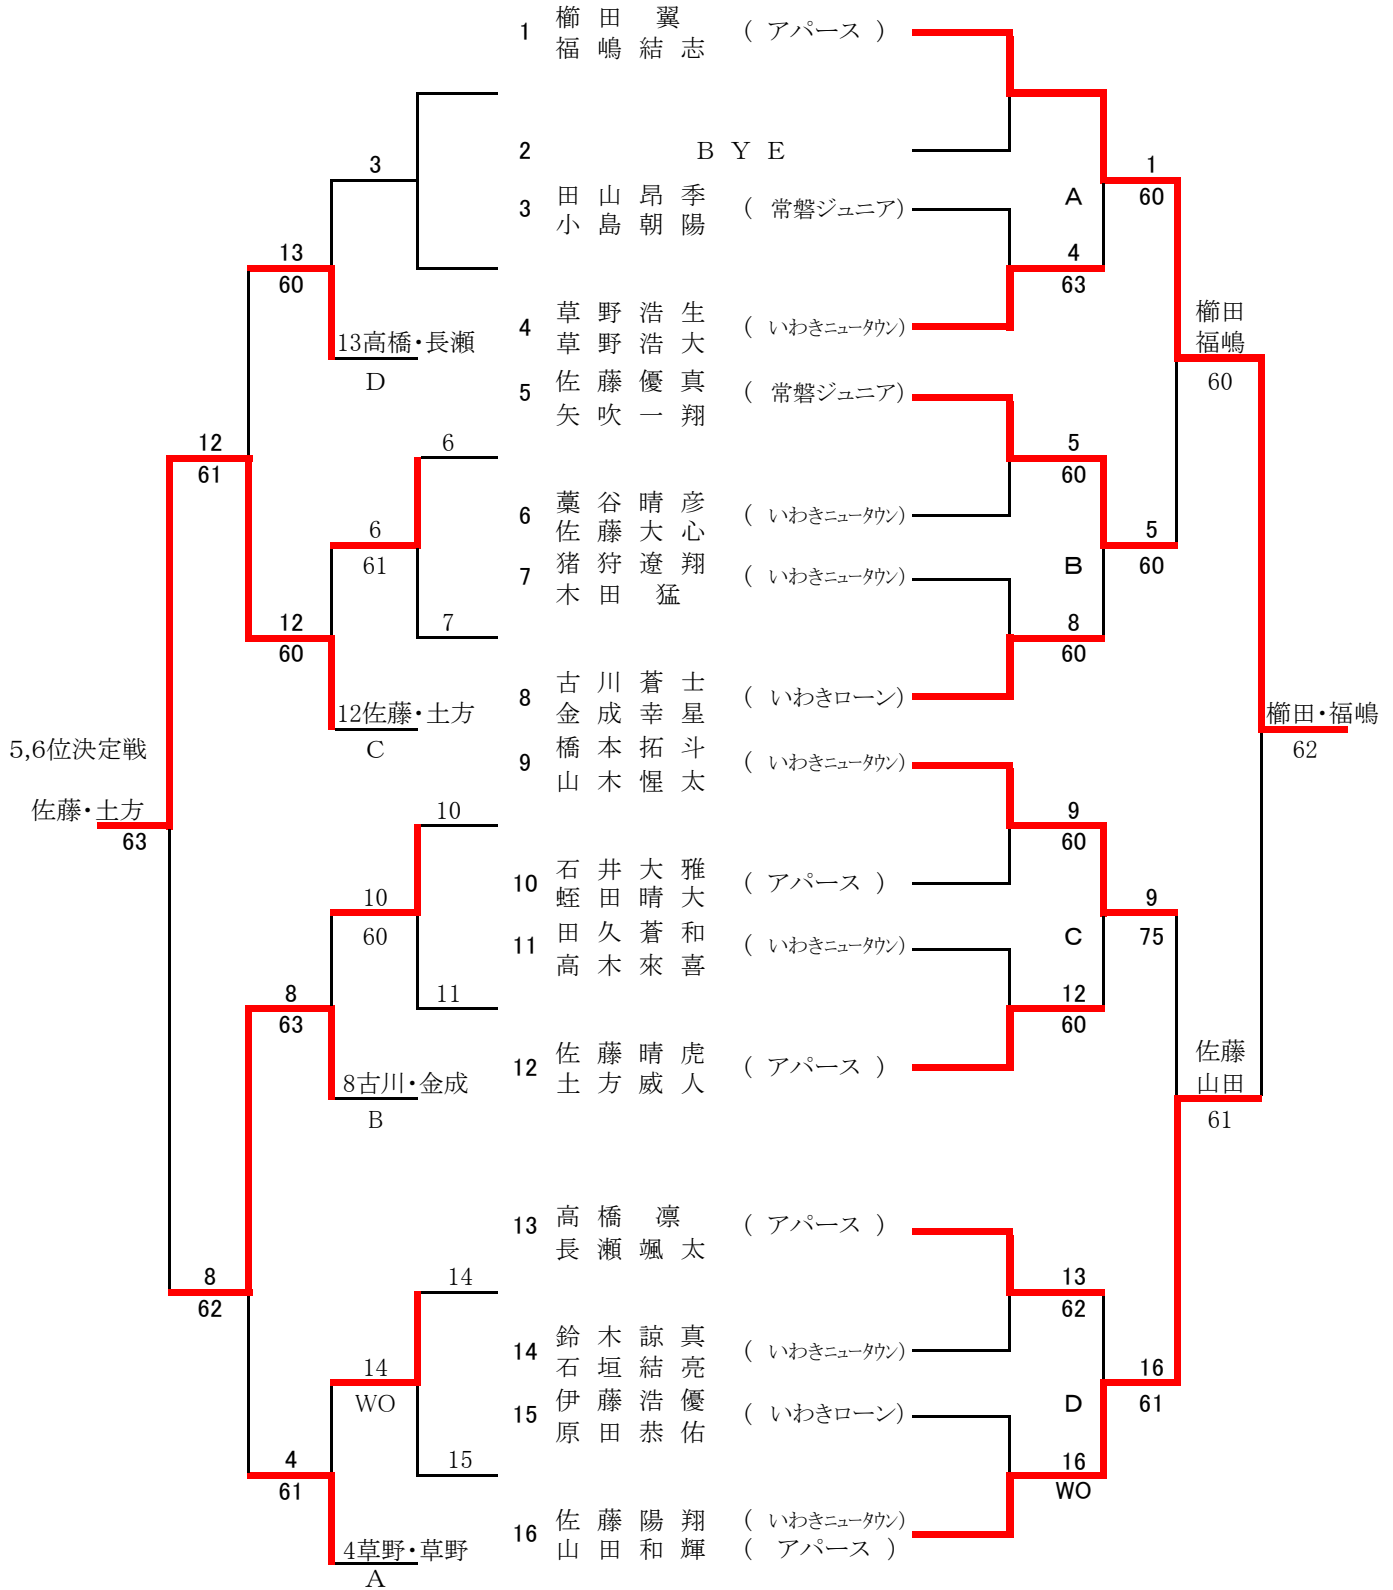 1 櫛田 翼 ( アパース )
福嶋結志
2 BYE
3 田山昂季 ( 常磐ジュニア)
小島朝陽
4 草野浩生 ( いわきニュータウン)
草野浩大
5 佐藤優真 ( 常磐ジュニア)
矢吹一翔
6 藁谷晴彦 ( いわきニュータウン)
佐藤大心
7 猪狩遼翔 ( いわきニュータウン)
木田 猛
8 古川蒼士 ( いわきローン)
金成幸星
9 橋本拓斗 ( いわきニュータウン)
山木惺太
10 石井大雅 ( アパース )
蛭田晴大
11 田久蒼和 ( いわきニュータウン)
高木來喜
12 佐藤晴虎 ( アパース )
土方威人
13 高橋 凛 ( アパース )
長瀬颯太
14 鈴木諒真 ( いわきニュータウン)
石垣結亮
15 伊藤浩優 ( いわきローン)
原田恭佑
16 佐藤陽翔 ( いわきニュータウン)
山田和輝 ( アパース )
1
A 60
4
63
5
60
5
B 60
8
60
9
60
9
C 75
12
60
13
62
16
D 61
16
WO
櫛田
福嶋
60
佐藤
山田
61
櫛田・福嶋
62
3
13
60
13高橋・長瀬
D
12
61
6
6
61
7
12
60
12佐藤・土方
C
5,6位決定戦
佐藤・土方
63
10
10
60
11
8
63
8古川・金成
B
8
62
14
14
WO
15
4
61
4草野・草野
A